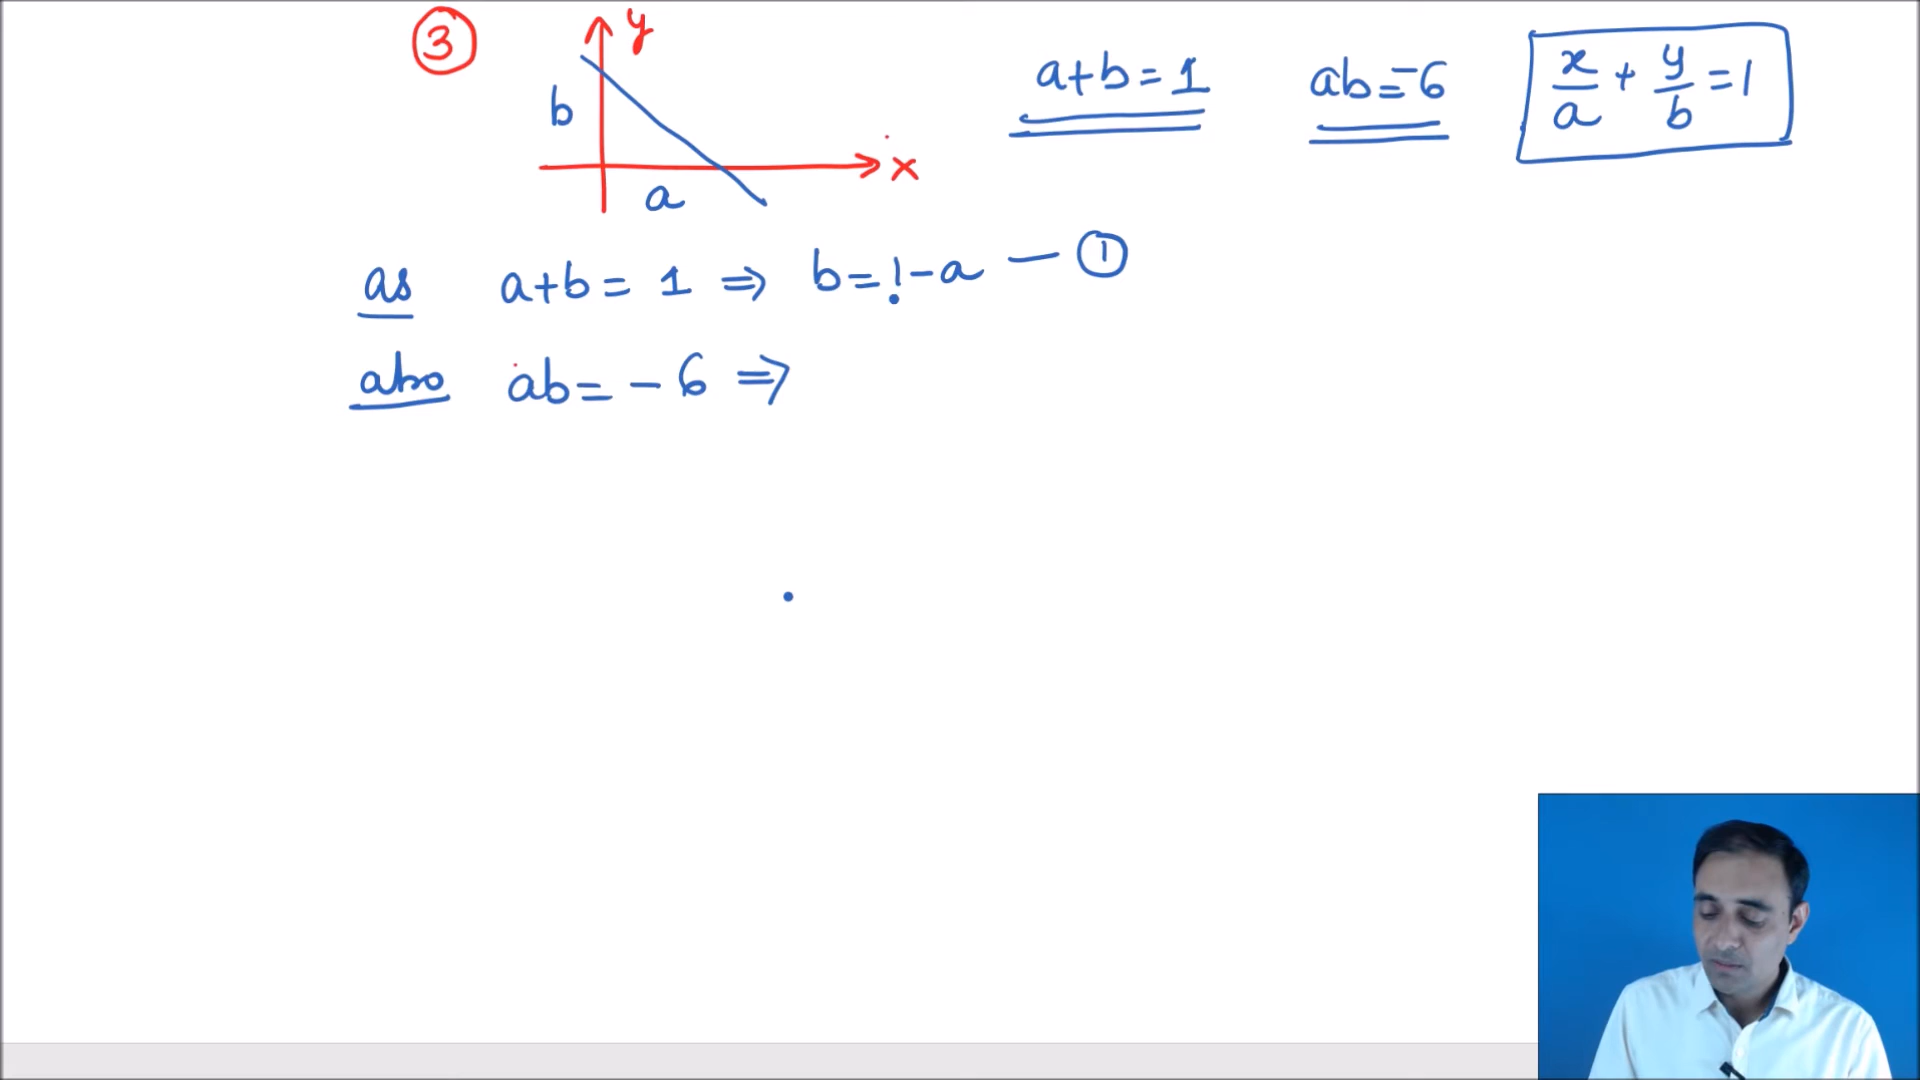 ③ y
b
x
a
a+b=1 ab=-6 x/a + y/b = 1
as a+b= 1 ⇒ b=1-a — ①
also ab= -6 ⇒